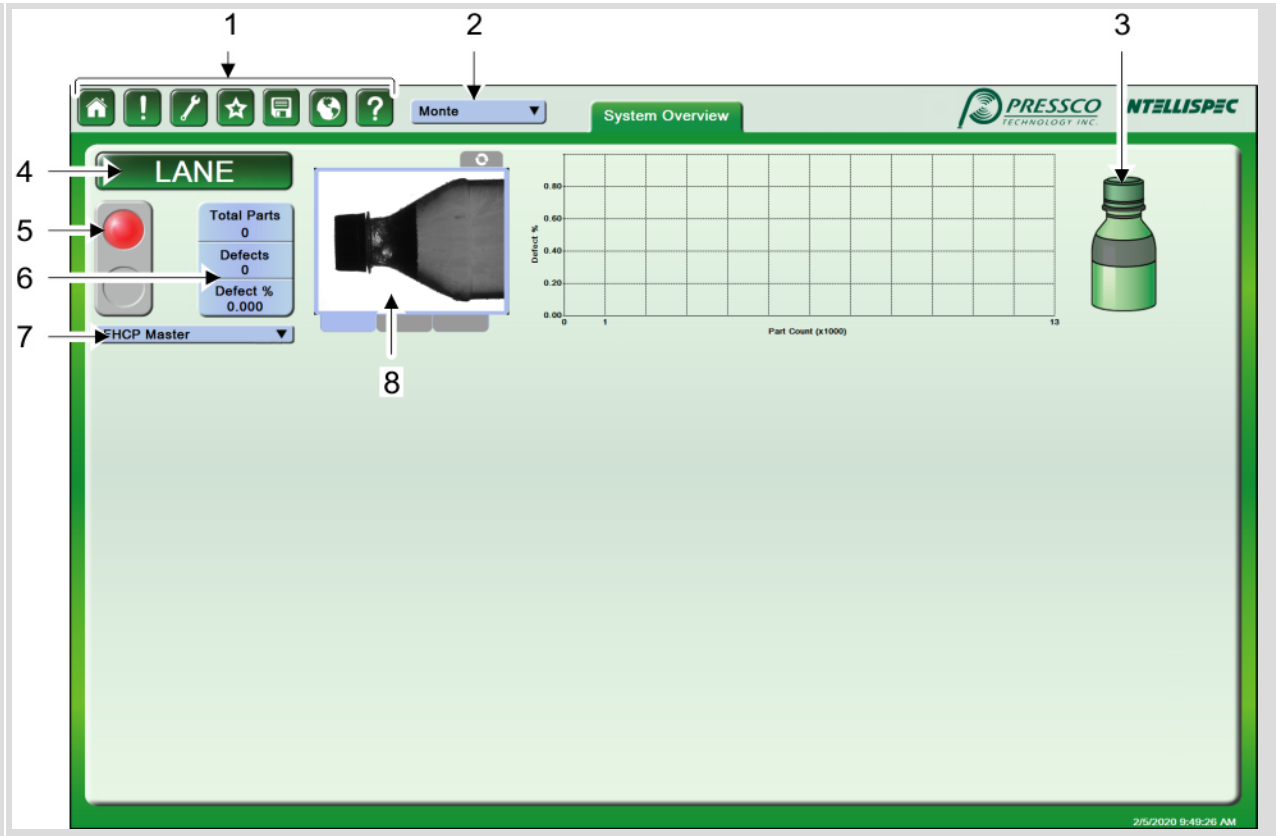 1 2 3
Monte
System Overview
PRESSCO
TECHNOLOGY INC.
NTELLISPEC
4
LANE
5
Total Parts
0
Defects
0
Defect %
0.000
6
7
FHCP Master
8
Defect %
0.80
0.60
0.40
0.20
0.00
0 1 13
Part Count (x1000)
2/5/2020 9:49:26 AM